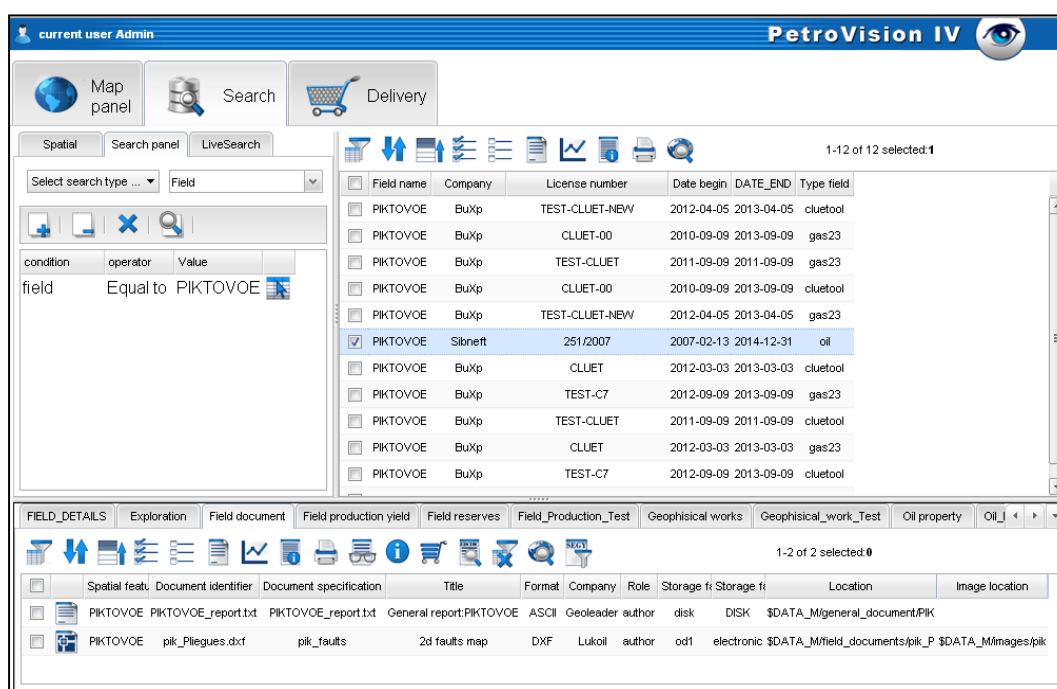 current user Admin
PetroVision IV
Map panel
Search
Delivery
Spatial
Search panel
LiveSearch
1-12 of 12 selected:1
Select search type ...
Field
Field name Company License number Date begin DATE_END Type field
PIKTOVOE BuXp TEST-CLUET-NEW 2012-04-05 2013-04-05 cluetool
PIKTOVOE BuXp CLUET-00 2010-09-09 2013-09-09 gas23
PIKTOVOE BuXp TEST-CLUET 2011-09-09 2011-09-09 gas23
PIKTOVOE BuXp CLUET-00 2010-09-09 2013-09-09 cluetool
PIKTOVOE BuXp TEST-CLUET-NEW 2012-04-05 2013-04-05 gas23
PIKTOVOE Sibneft 251/2007 2007-02-13 2014-12-31 oil
PIKTOVOE BuXp CLUET 2012-03-03 2013-03-03 cluetool
PIKTOVOE BuXp TEST-C7 2012-09-09 2013-09-09 gas23
PIKTOVOE BuXp TEST-CLUET 2011-09-09 2011-09-09 cluetool
PIKTOVOE BuXp CLUET 2012-03-03 2013-03-03 gas23
PIKTOVOE BuXp TEST-C7 2012-09-09 2013-09-09 cluetool
condition operator Value
field Equal to PIKTOVOE
FIELD_DETAILS Exploration Field document Field production yield Field reserves Field_Production_Test Geophisical works Geophisical_work_Test Oil property Oil_
SEGY
1-2 of 2 selected:0
Spatial featu Document identifier Document specification Title Format Company Role Storage fa Storage fa Location Image location
PIKTOVOE PIKTOVOE_report.txt PIKTOVOE_report.txt General report:PIKTOVOE ASCII Geoleader author disk DISK $DATA_M/general_document/PIK
PIKTOVOE pik_Pliegues.dxf pik_faults 2d faults map DXF Lukoil author od1 electronic $DATA_M/field_documents/pik_P $DATA_M/images/pik